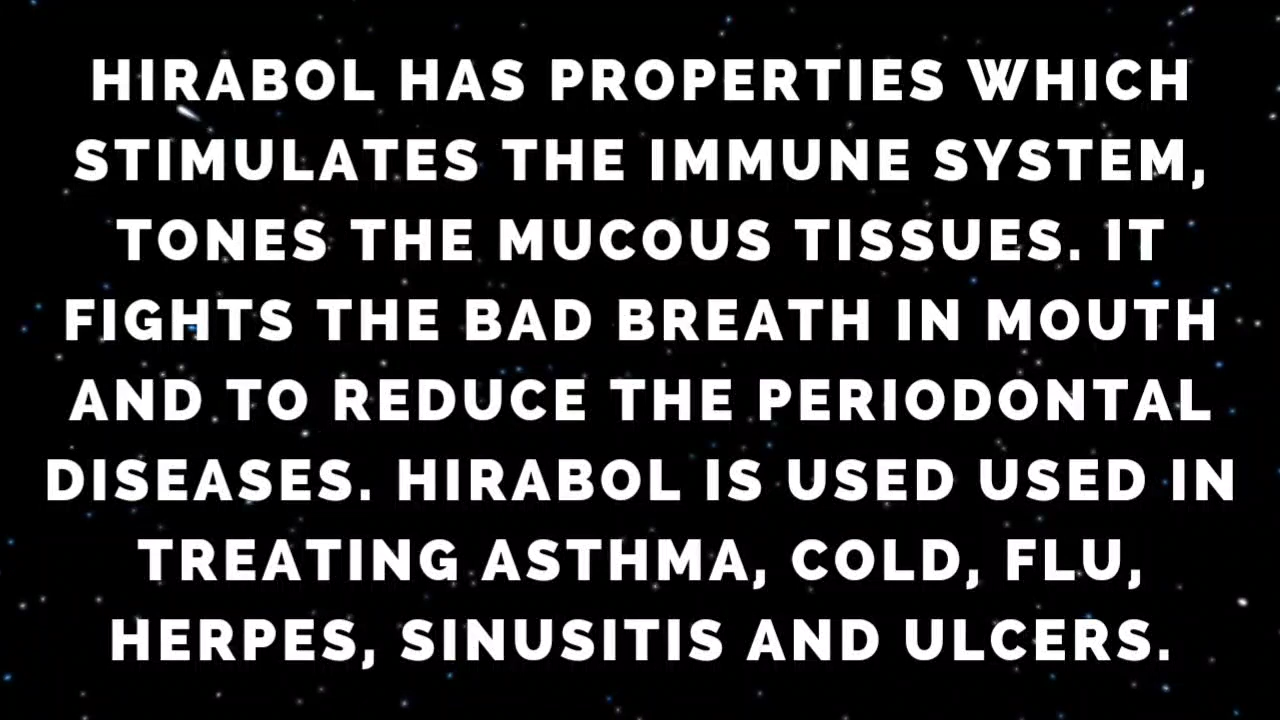 HIRABOL HAS PROPERTIES WHICH
STIMULATES THE IMMUNE SYSTEM,
TONES THE MUCOUS TISSUES. IT
FIGHTS THE BAD BREATH IN MOUTH
AND TO REDUCE THE PERIODONTAL
DISEASES. HIRABOL IS USED USED IN
TREATING ASTHMA, COLD, FLU,
HERPES, SINUSITIS AND ULCERS.